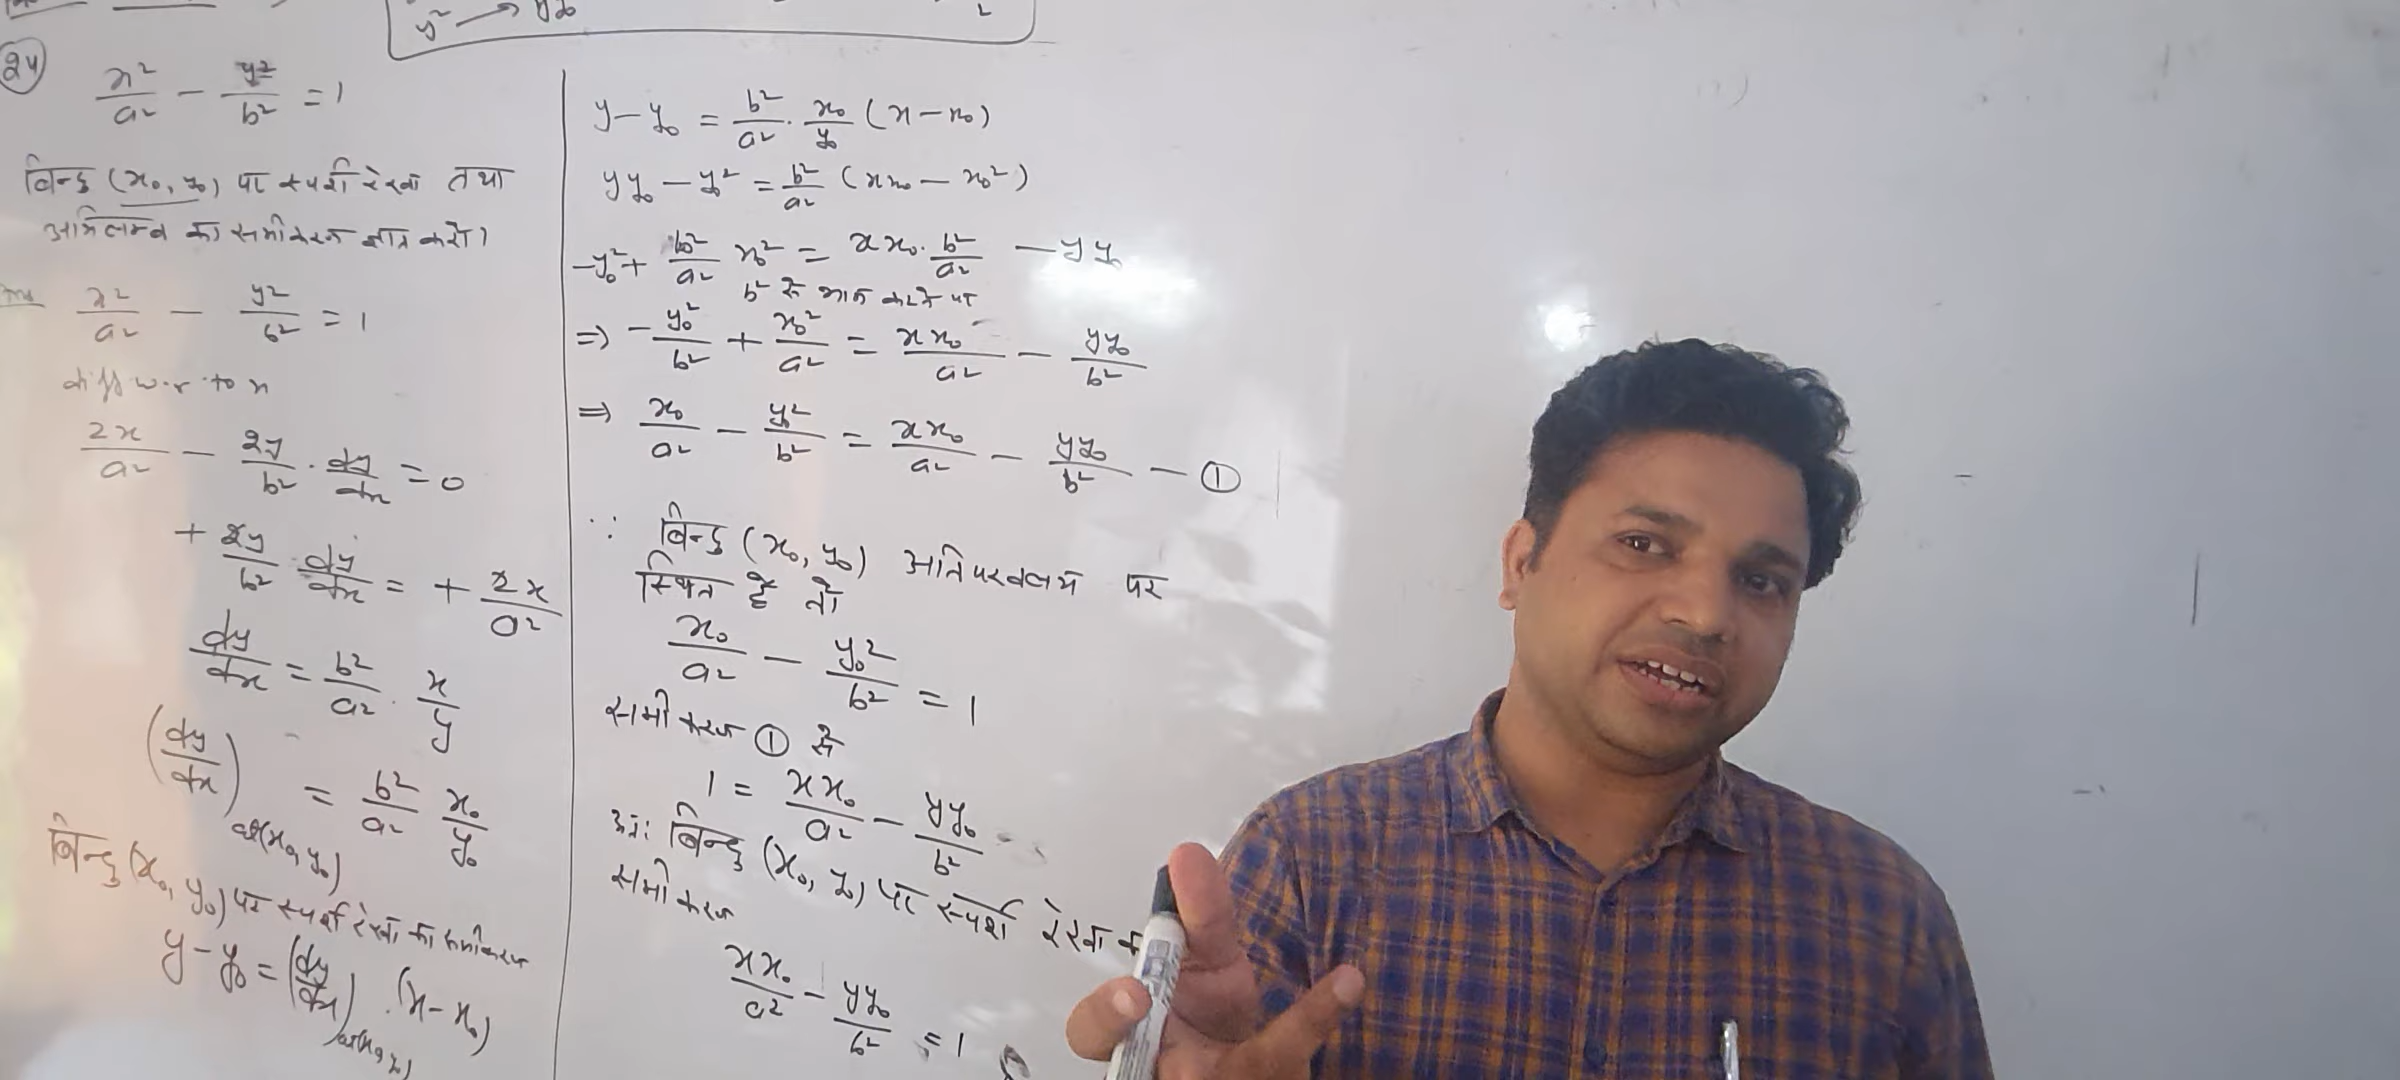 y² → yy₀
2
24
x²/a² − y²/b² = 1
बिन्दु (x₀, y₀) पर स्पर्श रेखा तथा
अभिलम्ब का समीकरण ज्ञात करो।
Ans x²/a² − y²/b² = 1
diff w.r. to x
2x/a² − 2y/b² . dy/dx = 0
+ 2y/b² . dy/dx = + 2x/a²
dy/dx = b²/a² . x/y
(dy/dx) at(x₀, y₀) = b²/a² x₀/y₀
बिन्दु (x₀, y₀) पर स्पर्श रेखा का समीकरण
y − y₀ = (dy/dx) at(x₀, y₀) . (x − x₀)
y − y₀ = b²/a² . x₀/y₀ (x − x₀)
yy₀ − y₀² = b²/a² (xx₀ − x₀²)
−y₀² + b²/a² x₀² = xx₀ . b²/a² − yy₀
b² से भाग करने पर
⇒ − y₀²/b² + x₀²/a² = xx₀/a² − yy₀/b²
⇒ x₀/a² − y₀²/b² = xx₀/a² − yy₀/b² − ①
∵ बिन्दु (x₀, y₀) अतिपरवलय पर
स्थित है तो
x₀/a² − y₀²/b² = 1
समीकरण ① से
1 = xx₀/a² − yy₀/b²
अतः बिन्दु (x₀, y₀) पर स्पर्श रेखा
समीकरण
xx₀/a² − yy₀/b² = 1